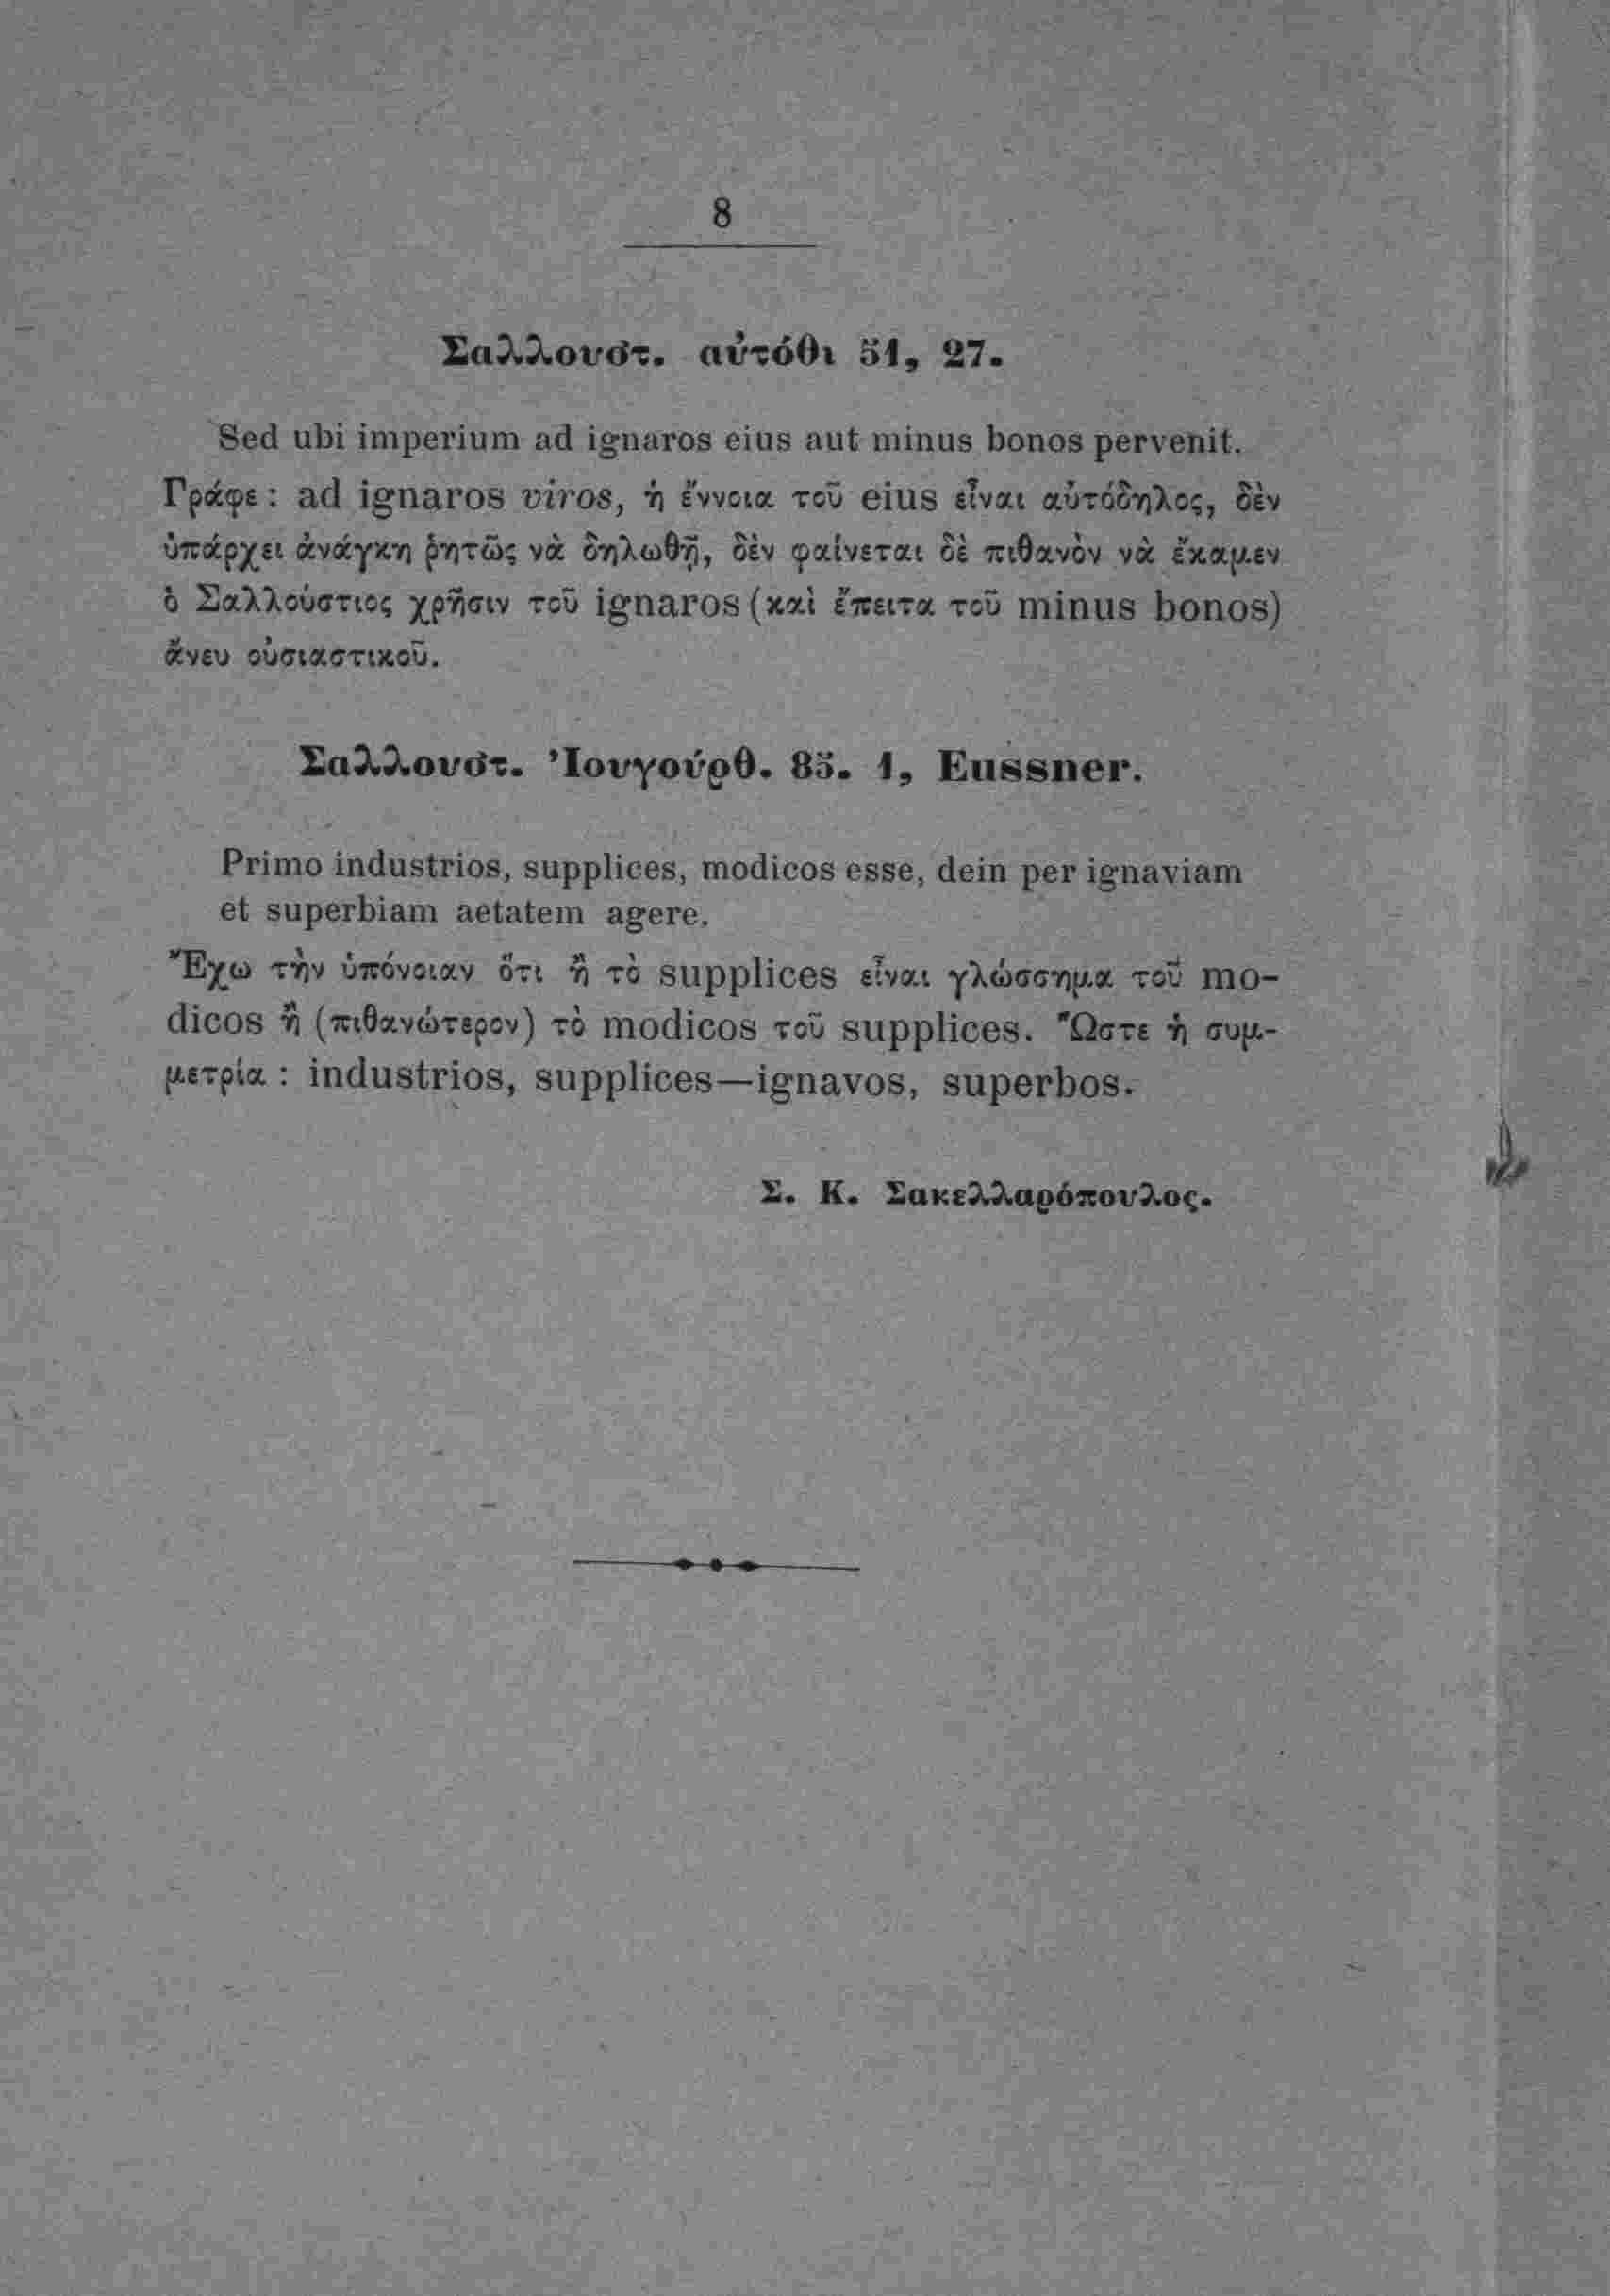 8
Σαλλουστ. αὐτόθι 51, 27.
Sed ubi imperium ad ignaros eius aut minus bonos pervenit.
Γράφε : ad ignaros viros, ἡ ἔννοια τοῦ eius εἶναι αὐτόδηλος, δὲν
ὑπάρχει ἀνάγκη ῥητῶς νὰ δηλωθῇ, δὲν φαίνεται δὲ πιθανὸν νὰ ἔκαμεν
ὁ Σαλλούστιος χρῆσιν τοῦ ignaros (καὶ ἔπειτα τοῦ minus bonos)
ἄνευ οὐσιαστικοῦ.
Σαλλουστ. Ἰουγούρθ. 85. 1, Eussner.
Primo industrios, supplices, modicos esse, dein per ignaviam
et superbiam aetatem agere.
Ἔχω τὴν ὑπόνοιαν ὅτι ἢ τὸ supplices εἶναι γλώσσημα τοῦ mo-
dicos ἢ (πιθανώτερον) τὸ modicos τοῦ supplices. Ὥστε ἡ συμ-
μετρία : industrios, supplices—ignavos, superbos.
Σ. Κ. Σακελλαρόπουλος.